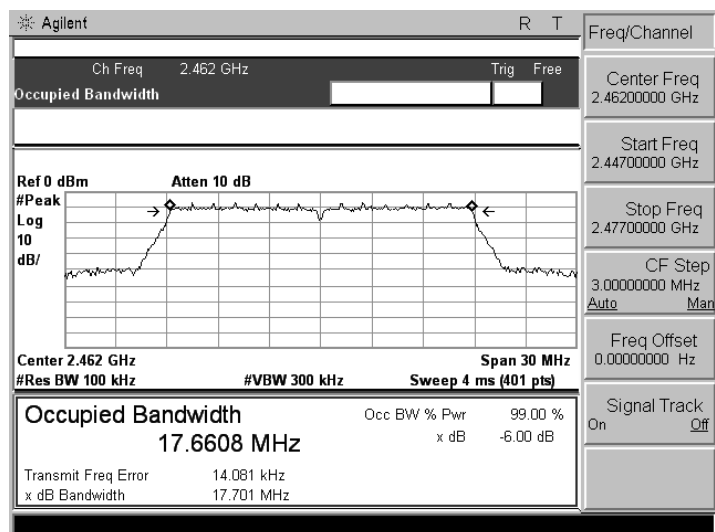 Agilent R T
Ch Freq 2.462 GHz Trig Free
Occupied Bandwidth
Ref 0 dBm Atten 10 dB
#Peak
Log
10
dB/
Center 2.462 GHz Span 30 MHz
#Res BW 100 kHz #VBW 300 kHz Sweep 4 ms (401 pts)
Occupied Bandwidth
17.6608 MHz
Occ BW % Pwr 99.00 %
x dB -6.00 dB
Transmit Freq Error 14.081 kHz
x dB Bandwidth 17.701 MHz
Freq/Channel
Center Freq
2.46200000 GHz
Start Freq
2.44700000 GHz
Stop Freq
2.47700000 GHz
CF Step
3.00000000 MHz
Auto Man
Freq Offset
0.00000000 Hz
Signal Track
On Off